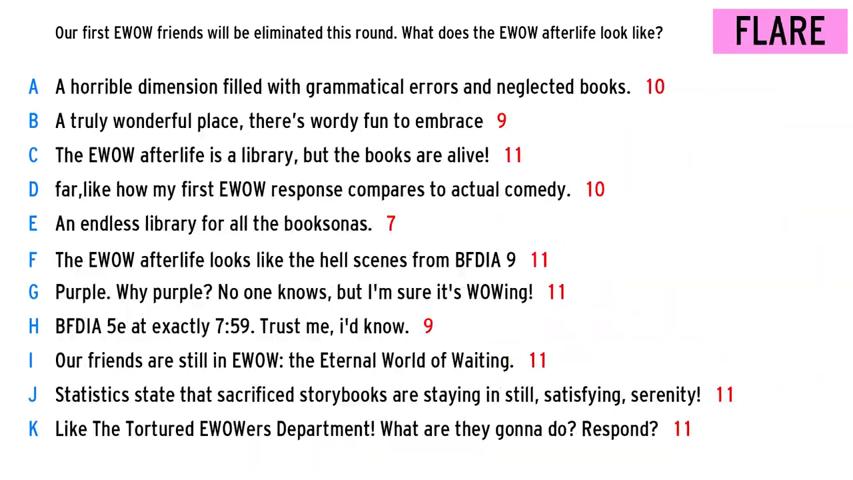 Our first EWOW friends will be eliminated this round. What does the EWOW afterlife look like?
FLARE
A A horrible dimension filled with grammatical errors and neglected books. 10
B A truly wonderful place, there's wordy fun to embrace 9
C The EWOW afterlife is a library, but the books are alive! 11
D far,like how my first EWOW response compares to actual comedy. 10
E An endless library for all the booksonas. 7
F The EWOW afterlife looks like the hell scenes from BFDIA 9 11
G Purple. Why purple? No one knows, but I'm sure it's WOWing! 11
H BFDIA 5e at exactly 7:59. Trust me, i'd know. 9
I Our friends are still in EWOW: the Eternal World of Waiting. 11
J Statistics state that sacrificed storybooks are staying in still, satisfying, serenity! 11
K Like The Tortured EWOWers Department! What are they gonna do? Respond? 11